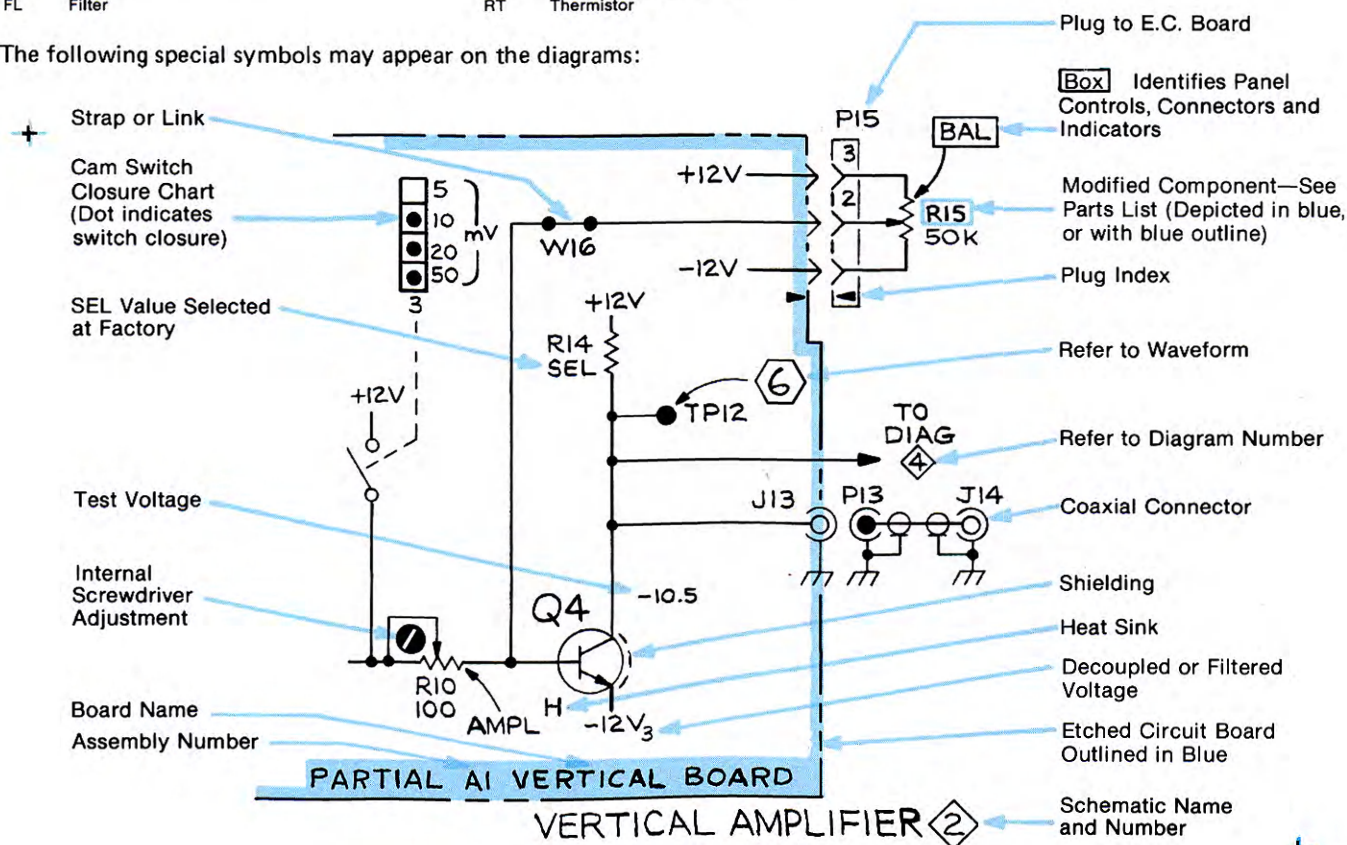 FL Filter RT Thermistor
The following special symbols may appear on the diagrams:
Plug to E.C. Board
Box Identifies Panel
Controls, Connectors and
Indicators
Modified Component—See
Parts List (Depicted in blue,
or with blue outline)
Plug Index
Refer to Waveform
Refer to Diagram Number
Coaxial Connector
Shielding
Heat Sink
Decoupled or Filtered
Voltage
Etched Circuit Board
Outlined in Blue
Schematic Name
and Number
Strap or Link
Cam Switch
Closure Chart
(Dot indicates
switch closure)
SEL Value Selected
at Factory
Test Voltage
Internal
Screwdriver
Adjustment
Board Name
Assembly Number
P15
BAL
3
+12V
2
R15
50K
W16
-12V
5
10
20
50
mV
3
+12V
R14
SEL
6
TP12
+12V
TO
DIAG
4
J13 P13 J14
-10.5
Q4
R10
100
AMPL
H
-12V3
PARTIAL A1 VERTICAL BOARD
VERTICAL AMPLIFIER 2